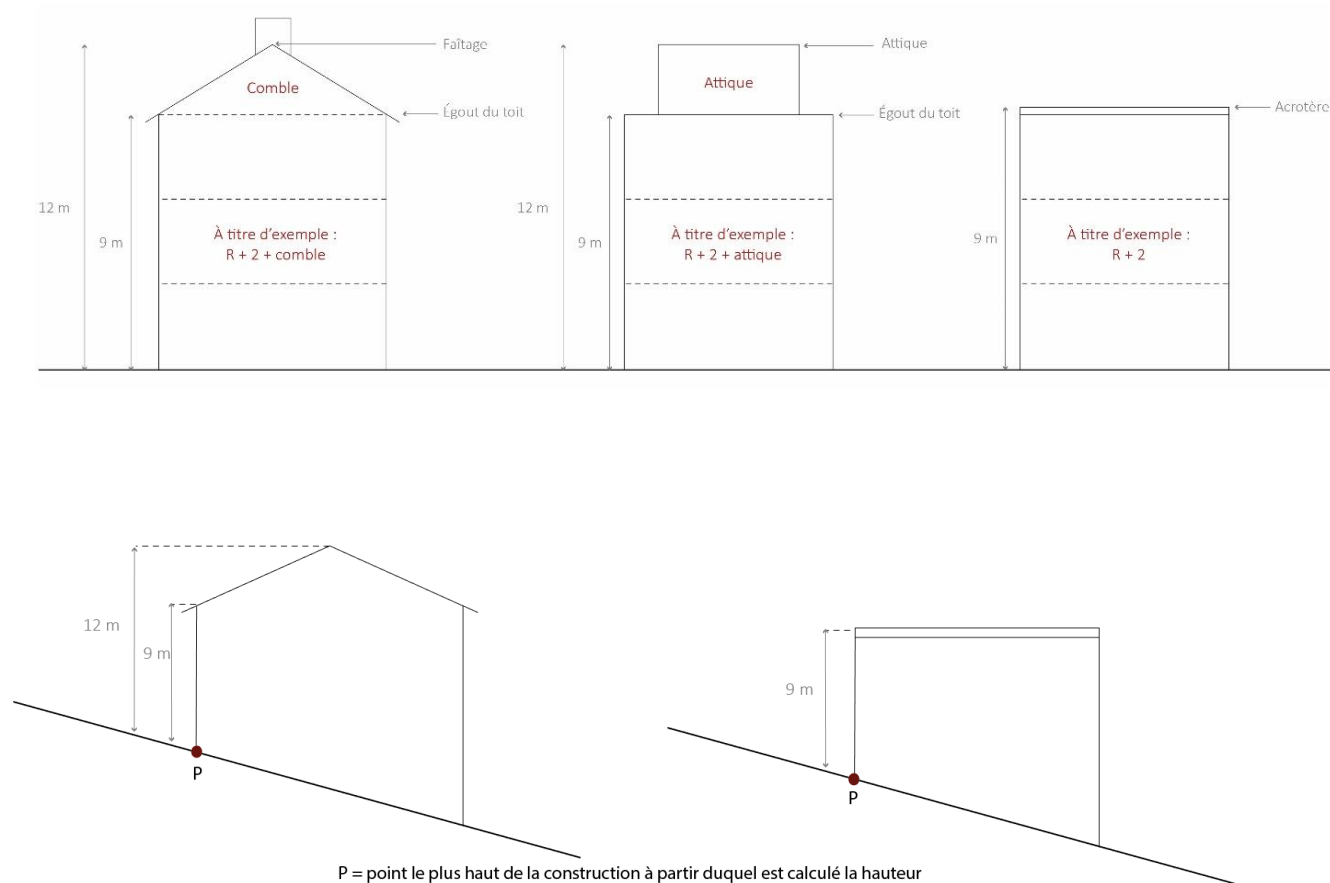 Faîtage
Comble
Égout du toit
12 m
9 m
À titre d'exemple :
R + 2 + comble
Attique
Attique
Égout du toit
12 m
9 m
À titre d'exemple :
R + 2 + attique
Acrotère
9 m
À titre d'exemple :
R + 2
12 m
9 m
P
9 m
P
P = point le plus haut de la construction à partir duquel est calculé la hauteur